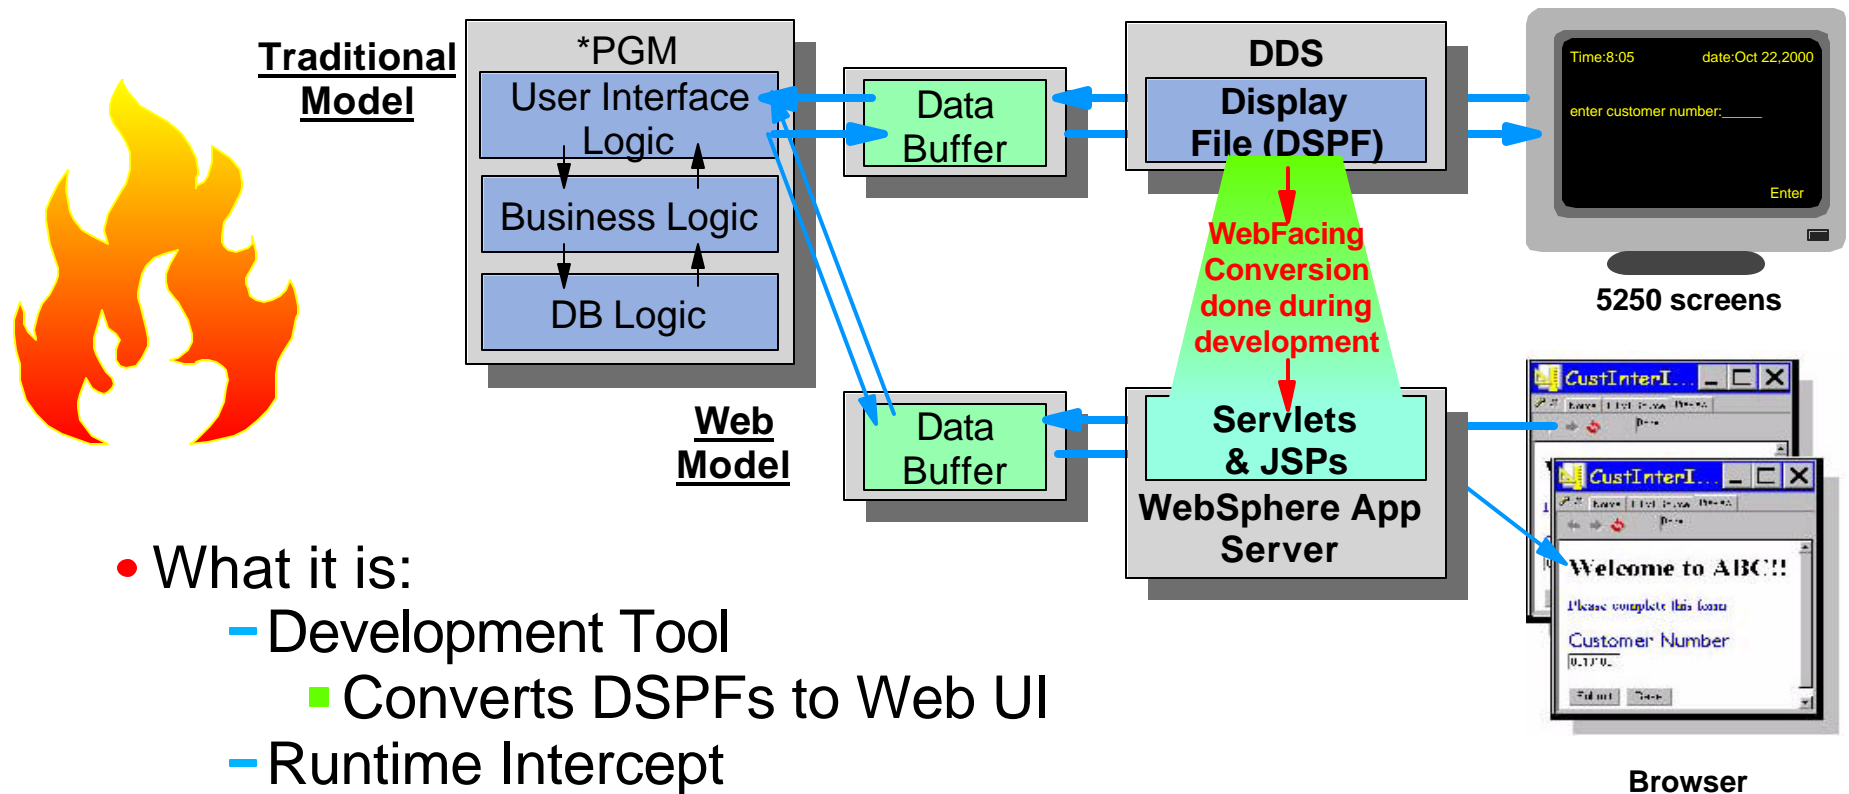 Traditional
Model
*PGM
User Interface
Logic
Business Logic
DB Logic
Data
Buffer
DDS
Display
File (DSPF)
Time:8:05 date:Oct 22,2000
enter customer number:_____
Enter
5250 screens
WebFacing
Conversion
done during
development
Web
Model
Data
Buffer
Servlets
& JSPs
WebSphere App
Server
CustInterI...
CustInterI...
Welcome to ABC!!
Please complete this form
Customer Number
Browser
• What it is:
– Development Tool
Converts DSPFs to Web UI
– Runtime Intercept